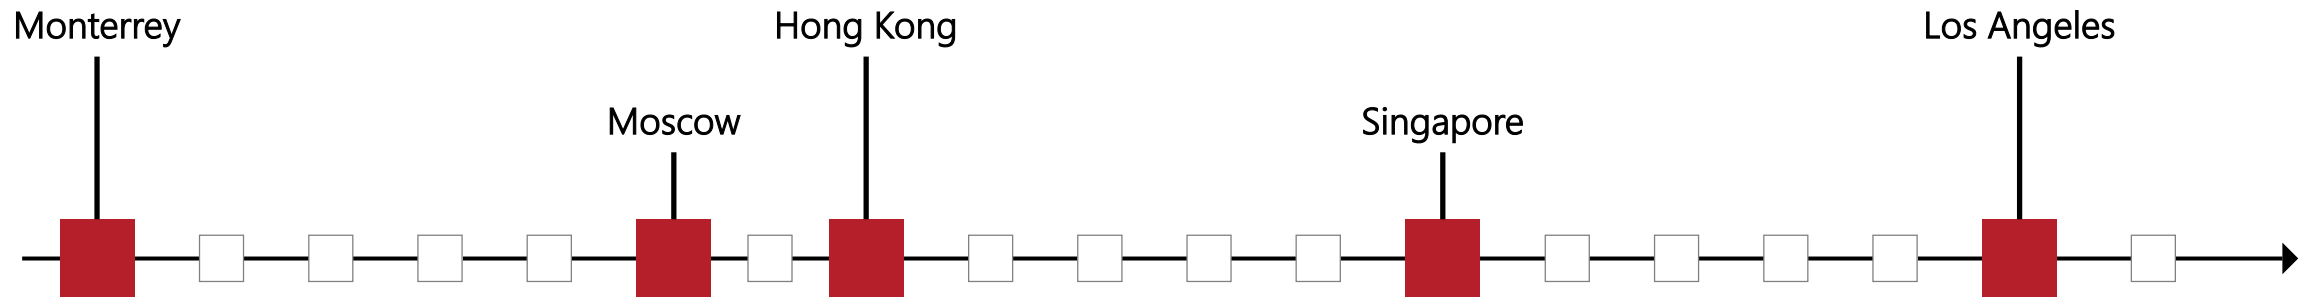 Monterrey
Moscow
Hong Kong
Singapore
Los Angeles